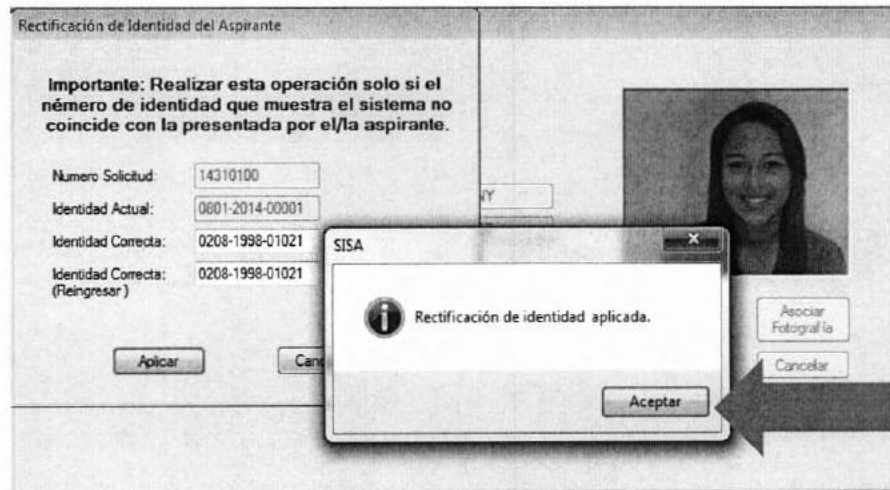 Rectificación de Identidad del Aspirante
Importante: Realizar esta operación solo si el
némero de identidad que muestra el sistema no
coincide con la presentada por el/la aspirante.
Numero Solicitud: 14310100
Identidad Actual: 0801-2014-00001
Identidad Correcta: 0208-1998-01021
Identidad Correcta: 0208-1998-01021
(Reingresar )
Aplicar
SISA
Rectificación de identidad aplicada.
Aceptar
Asociar
Fotografía
Cancelar